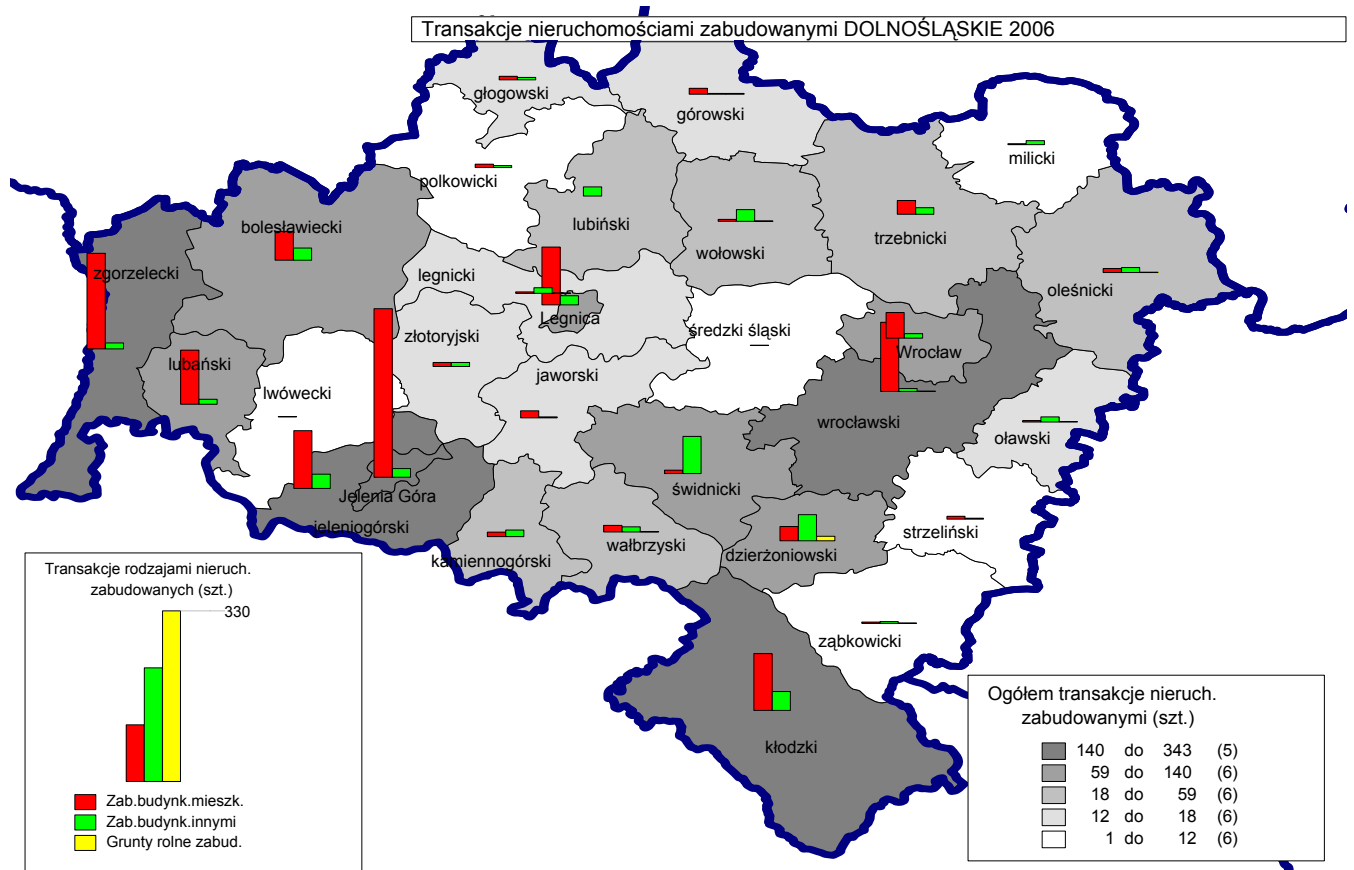 Transakcje nieruchomościami zabudowanymi DOLNOŚLĄSKIE 2006
głogowski
górowski
milicki
polkowicki
bolesławiecki
lubiński
wołowski
trzebnicki
zgorzelecki
legnicki
oleśnicki
Legnica
złotoryjski
średzki śląski
Wrocław
lubański
lwówecki
jaworski
wrocławski
oławski
Jelenia Góra
świdnicki
jeleniogórski
strzeliński
kamiennogórski
wałbrzyski
dzierżoniowski
ząbkowicki
kłodzki
Transakcje rodzajami nieruch.
zabudowanych (szt.)
330
Zab.budynk.mieszk.
Zab.budynk.innymi
Grunty rolne zabud.
Ogółem transakcje nieruch.
zabudowanymi (szt.)
140 do 343 (5)
59 do 140 (6)
18 do 59 (6)
12 do 18 (6)
1 do 12 (6)